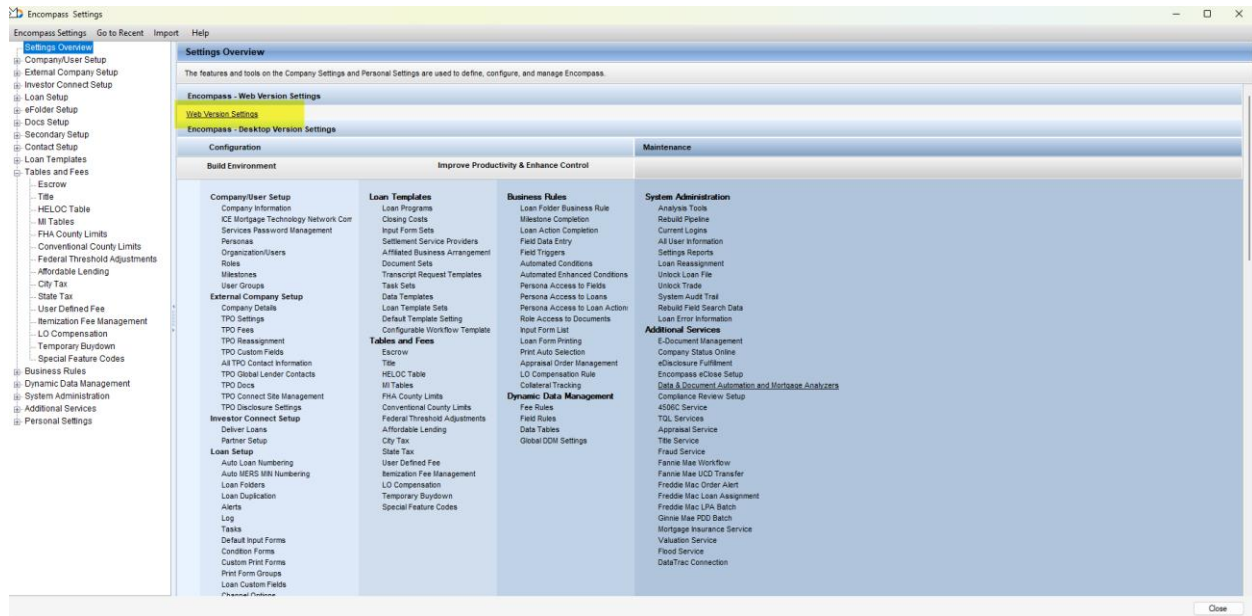 Encompass Settings
Encompass Settings Go to Recent Import Help
Settings Overview
Company/User Setup
External Company Setup
Investor Connect Setup
Loan Setup
eFolder Setup
Docs Setup
Secondary Setup
Contact Setup
Loan Templates
Tables and Fees
Escrow
Title
HELOC Table
MI Tables
FHA County Limits
Conventional County Limits
Federal Threshold Adjustments
Affordable Lending
City Tax
State Tax
User Defined Fee
Itemization Fee Management
LO Compensation
Temporary Buydown
Special Feature Codes
Business Rules
Dynamic Data Management
System Administration
Additional Services
Personal Settings
Settings Overview
The features and tools on the Company Settings and Personal Settings are used to define, configure, and manage Encompass.
Encompass - Web Version Settings
Web Version Settings
Encompass - Desktop Version Settings
Configuration
Maintenance
Build Environment
Improve Productivity & Enhance Control
Company/User Setup
Company Information
ICE Mortgage Technology Network Com
Services Password Management
Personas
Organization/Users
Roles
Milestones
User Groups
External Company Setup
Company Details
TPO Settings
TPO Fees
TPO Reassignment
TPO Custom Fields
All TPO Contact Information
TPO Global Lender Contacts
TPO Docs
TPO Connect Site Management
TPO Disclosure Settings
Investor Connect Setup
Deliver Loans
Partner Setup
Loan Setup
Auto Loan Numbering
Auto MERS MIN Numbering
Loan Folders
Loan Duplication
Alerts
Log
Tasks
Default Input Forms
Condition Forms
Custom Print Forms
Print Form Groups
Loan Custom Fields
Channel Options
Loan Templates
Loan Programs
Closing Costs
Input Form Sets
Settlement Service Providers
Affiliated Business Arrangement
Document Sets
Transcript Request Templates
Task Sets
Data Templates
Loan Template Sets
Default Template Setting
Configurable Workflow Template
Tables and Fees
Escrow
Title
HELOC Table
MI Tables
FHA County Limits
Conventional County Limits
Federal Threshold Adjustments
Affordable Lending
City Tax
State Tax
User Defined Fee
Itemization Fee Management
LO Compensation
Temporary Buydown
Special Feature Codes
Business Rules
Loan Folder Business Rule
Milestone Completion
Loan Action Completion
Field Data Entry
Field Triggers
Automated Conditions
Automated Enhanced Conditions
Persona Access to Fields
Persona Access to Loans
Persona Access to Loan Action
Role Access to Documents
Input Form List
Loan Form Printing
Print Auto Selection
Appraisal Order Management
LO Compensation Rule
Collateral Tracking
Dynamic Data Management
Fee Rules
Field Rules
Data Tables
Global DDM Settings
System Administration
Analysis Tools
Rebuild Pipeline
Current Logins
All User Information
Settings Reports
Loan Reassignment
Unlock Loan File
Unlock Trade
System Audit Trail
Rebuild Field Search Data
Loan Error Information
Additional Services
E-Document Management
Company Status Online
eDisclosure Fulfillment
Encompass eClose Setup
Data & Document Automation and Mortgage Analyzers
Compliance Review Setup
4506C Service
TQL Services
Appraisal Service
Title Service
Fraud Service
Fannie Mae Workflow
Fannie Mae UCD Transfer
Freddie Mac Order Alert
Freddie Mac Loan Assignment
Freddie Mac LPA Batch
Ginnie Mae PDD Batch
Mortgage Insurance Service
Valuation Service
Flood Service
DataTrac Connection
Close